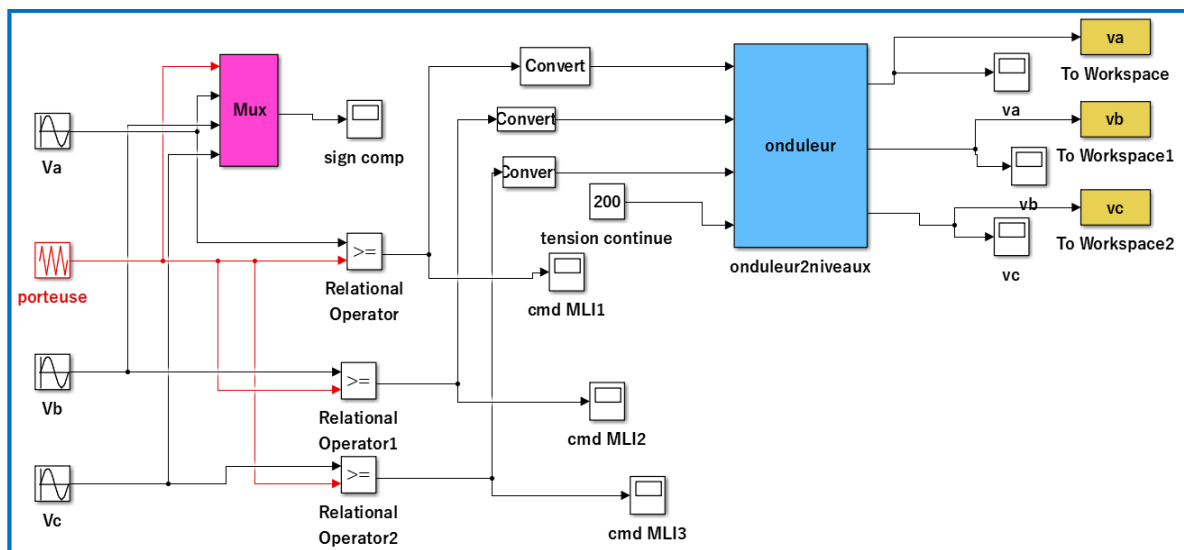 Va
porteuse
Vb
Vc
Mux
sign comp
>=
Relational
Operator
>=
Relational
Operator1
>=
Relational
Operator2
Convert
Convert
Convert
200
tension continue
cmd MLI1
cmd MLI2
cmd MLI3
onduleur
onduleur2niveaux
va
vb
vc
va
To Workspace
vb
To Workspace1
vc
To Workspace2